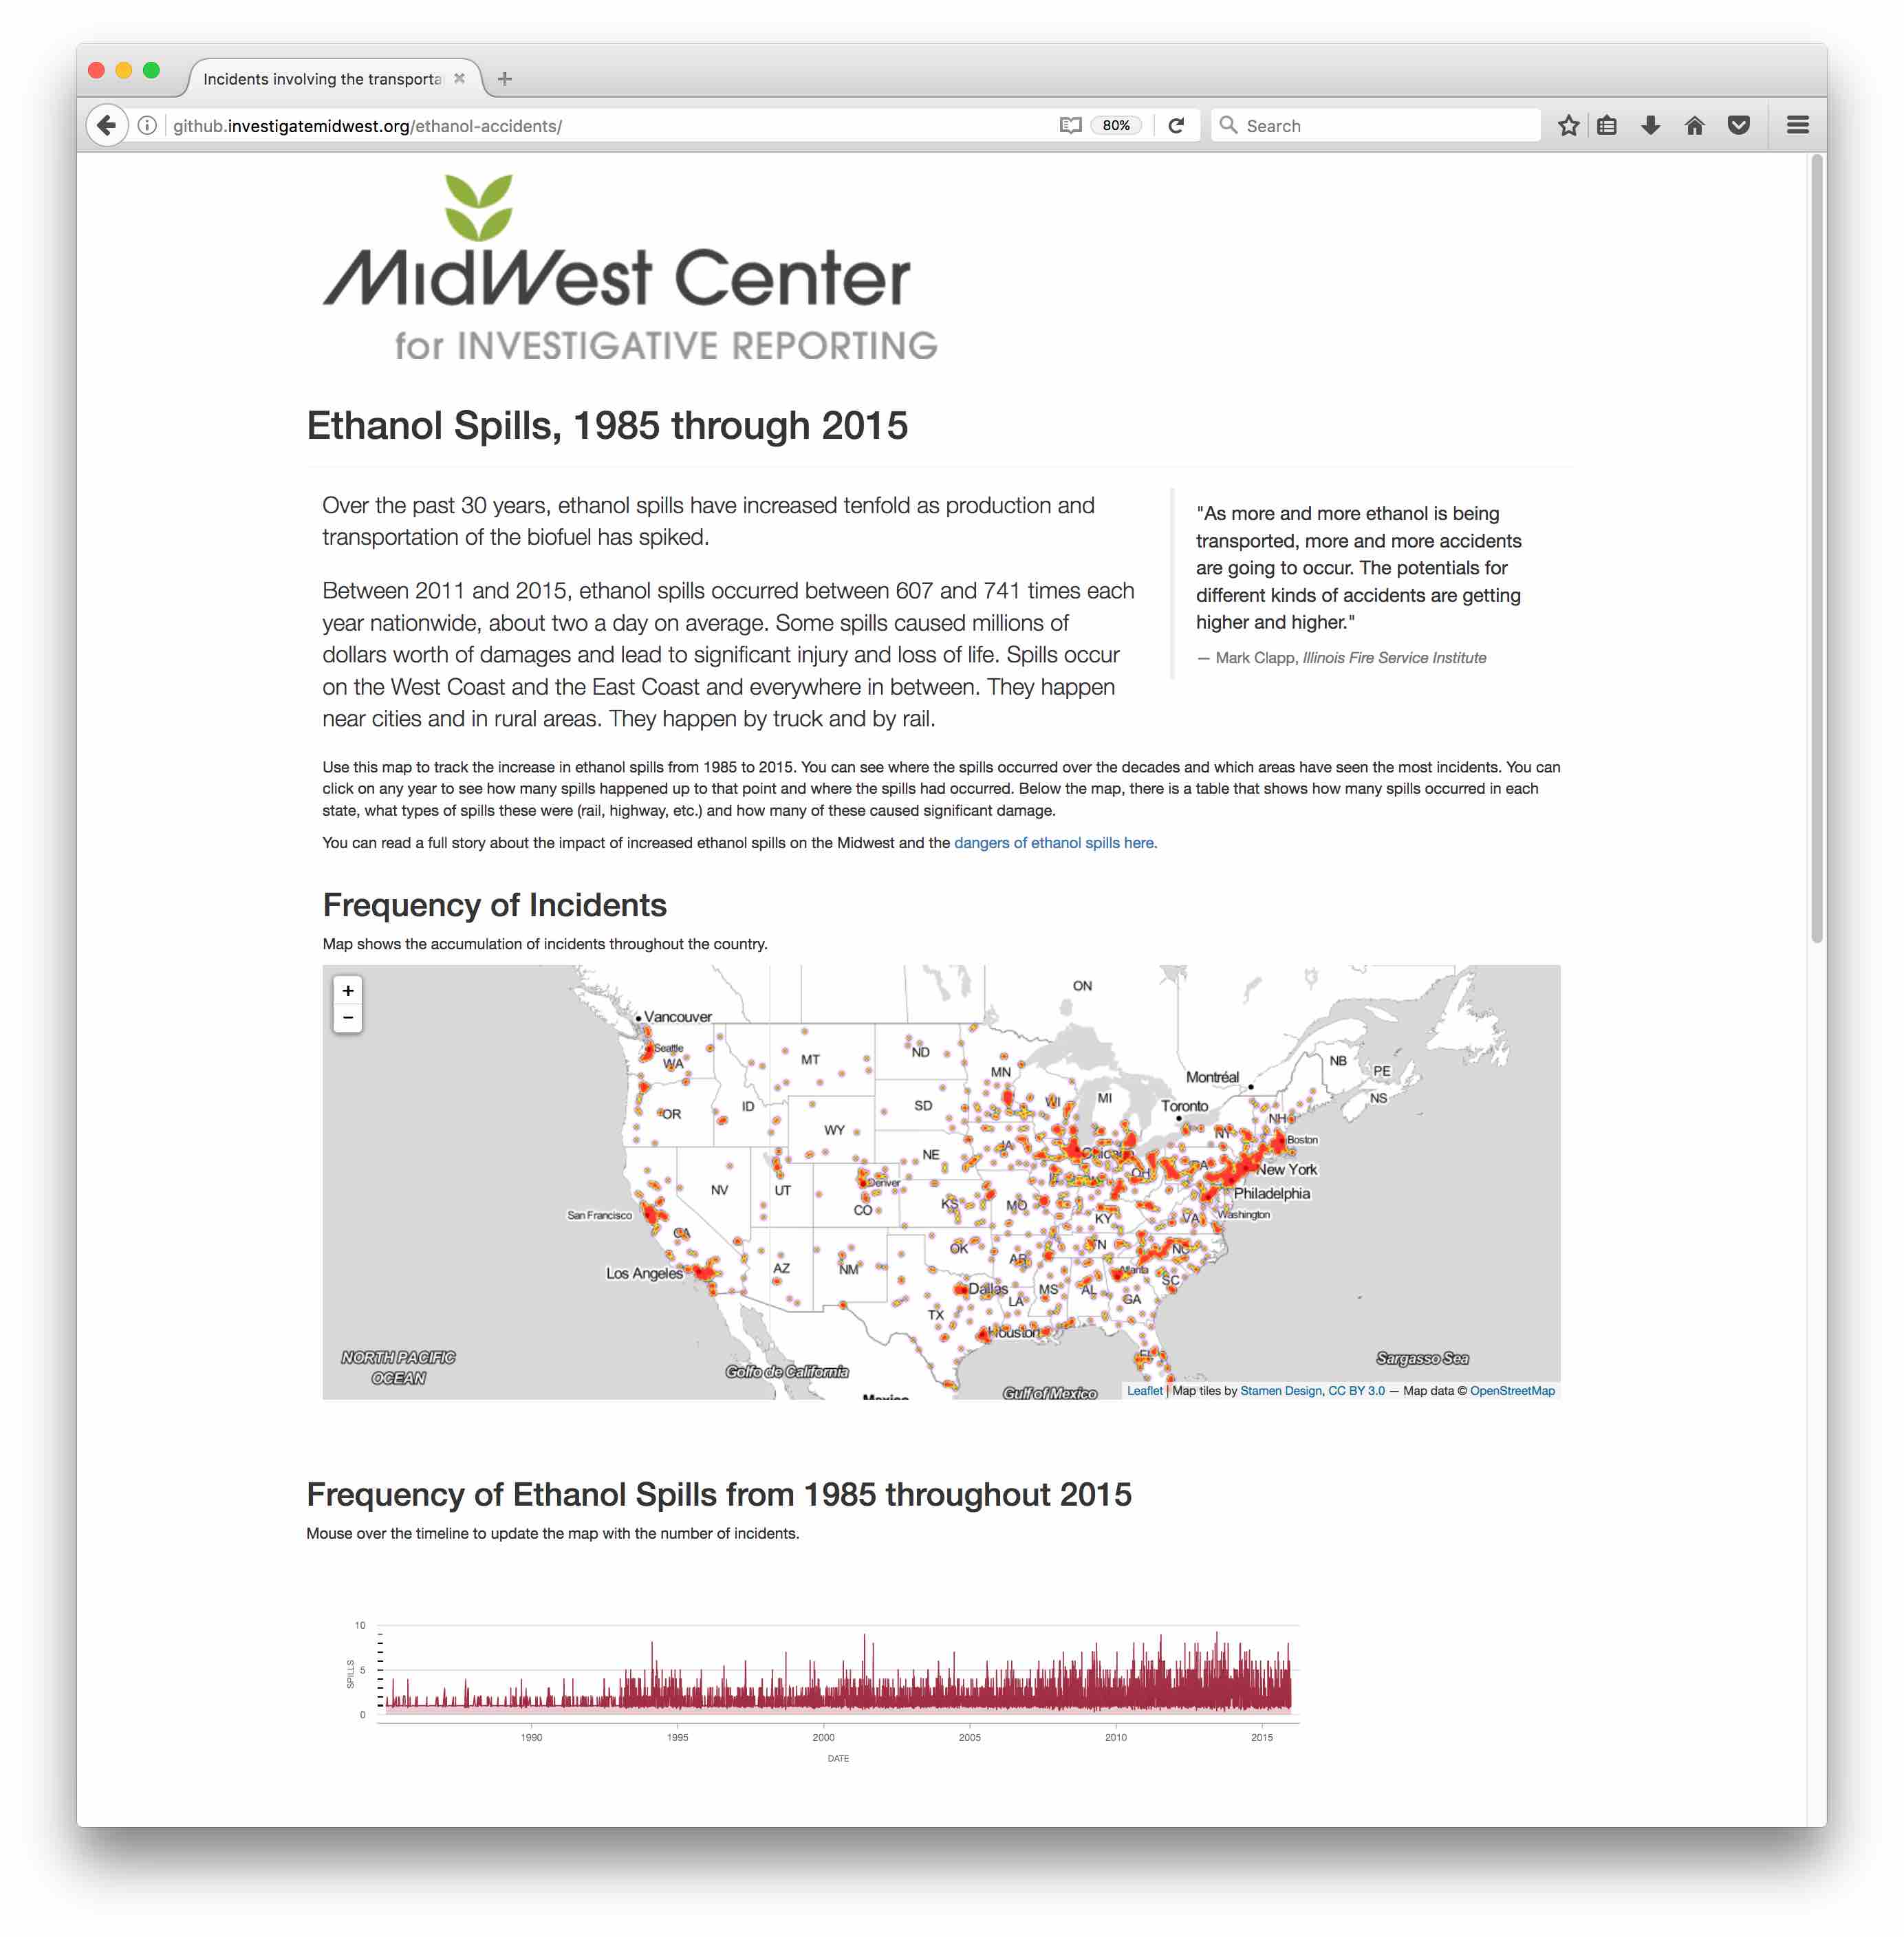 Incidents involving the transporta
github.investigatemidwest.org/ethanol-accidents/
80%
Search
MidWest Center
for INVESTIGATIVE REPORTING
Ethanol Spills, 1985 through 2015
Over the past 30 years, ethanol spills have increased tenfold as production and
transportation of the biofuel has spiked.
Between 2011 and 2015, ethanol spills occurred between 607 and 741 times each
year nationwide, about two a day on average. Some spills caused millions of
dollars worth of damages and lead to significant injury and loss of life. Spills occur
on the West Coast and the East Coast and everywhere in between. They happen
near cities and in rural areas. They happen by truck and by rail.
"As more and more ethanol is being
transported, more and more accidents
are going to occur. The potentials for
different kinds of accidents are getting
higher and higher."
— Mark Clapp, Illinois Fire Service Institute
Use this map to track the increase in ethanol spills from 1985 to 2015. You can see where the spills occurred over the decades and which areas have seen the most incidents. You can
click on any year to see how many spills happened up to that point and where the spills had occurred. Below the map, there is a table that shows how many spills occurred in each
state, what types of spills these were (rail, highway, etc.) and how many of these caused significant damage.
You can read a full story about the impact of increased ethanol spills on the Midwest and the dangers of ethanol spills here.
Frequency of Incidents
Map shows the accumulation of incidents throughout the country.
+
−
ON
Vancouver
Seattle
WA
MT
ND
MN
NB
PE
Montréal
NS
OR
ID
SD
WI
MI
Toronto
WY
NH
NY
Boston
IA
Chicago
NE
PA
New York
OH
NV
UT
Denver
Philadelphia
CO
KS
MO
KY
VA
Washington
San Francisco
CA
OK
TN
NC
Los Angeles
AZ
NM
AR
Atlanta
SC
Dallas
MS
AL
GA
LA
TX
Houston
FL
NORTH PACIFIC
OCEAN
Golfo de California
Mexico
Gulf of Mexico
Sargasso Sea
Leaflet | Map tiles by Stamen Design, CC BY 3.0 — Map data © OpenStreetMap
Frequency of Ethanol Spills from 1985 throughout 2015
Mouse over the timeline to update the map with the number of incidents.
10
5
0
SPILLS
1990
1995
2000
2005
2010
2015
DATE